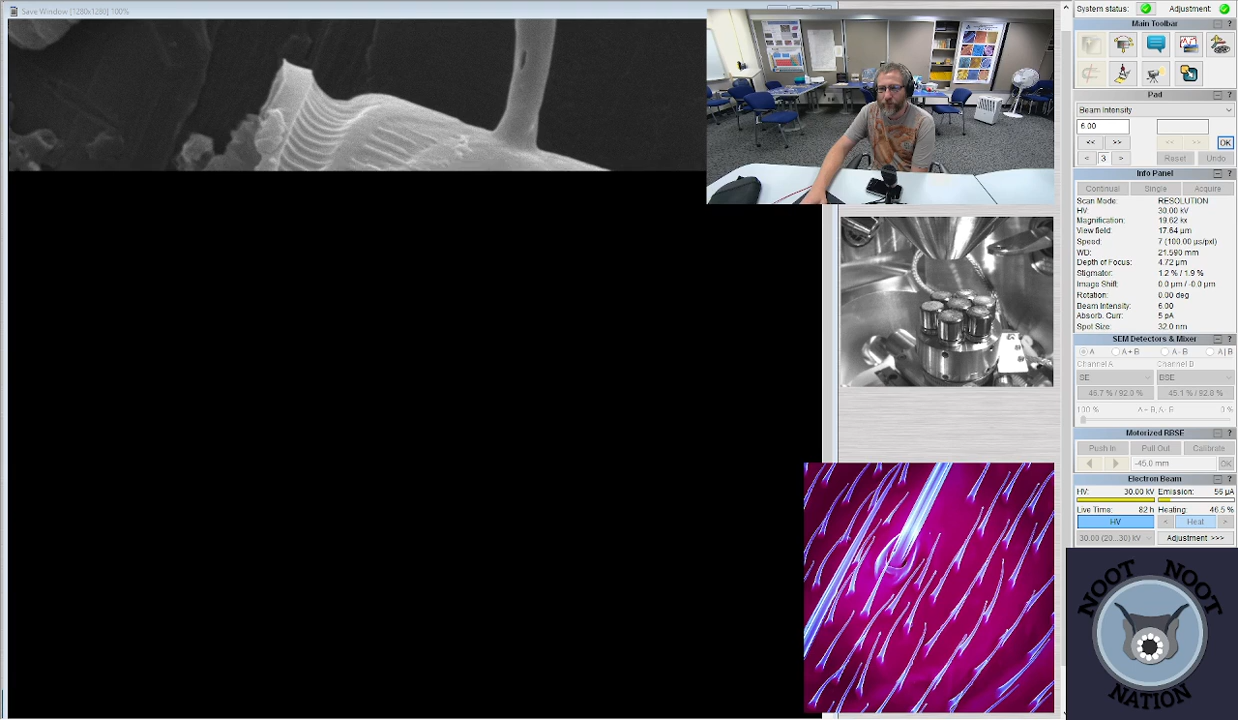 Save Window [1280x1280] 100%
System status: Adjustment:
Main Toolbar
Pad
Beam Intensity
6.00
<< >> << >> OK
< 3 > Reset Undo
Info Panel
Continual Single Acquire
Scan Mode: RESOLUTION
HV: 30.00 kV
Magnification: 19.62 kx
View field: 17.64 µm
Speed: 7 (100.00 µs/pxl)
WD: 21.590 mm
Depth of Focus: 4.72 µm
Stigmator: 1.2 % / 1.9 %
Image Shift: 0.0 µm / -0.0 µm
Rotation: 0.00 deg
Beam Intensity: 6.00
Absorb. Curr: 5 pA
Spot Size: 32.0 nm
SEM Detectors & Mixer
A A + B A - B A | B
Channel A Channel B
SE BSE
45.7 % / 92.0 % 45.1 % / 92.8 %
100 % A + B, A - B 0 %
Motorized RBSE
Push In Pull Out Calibrate
-45.0 mm OK
Electron Beam
HV: 30.00 kV Emission: 56 µA
Live Time: 82 h Heating: 46.5 %
HV < Heat >
30.00 (20...30) kV Adjustment >>>
NOOT NOOT
NATION